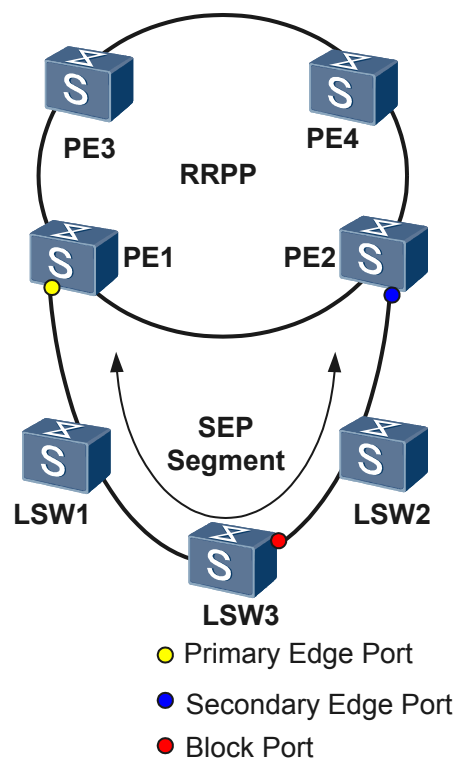 S
S
PE3
PE4
RRPP
S
PE1
PE2
S
SEP
Segment
S
S
LSW1
LSW2
S
LSW3
Primary Edge Port
Secondary Edge Port
Block Port